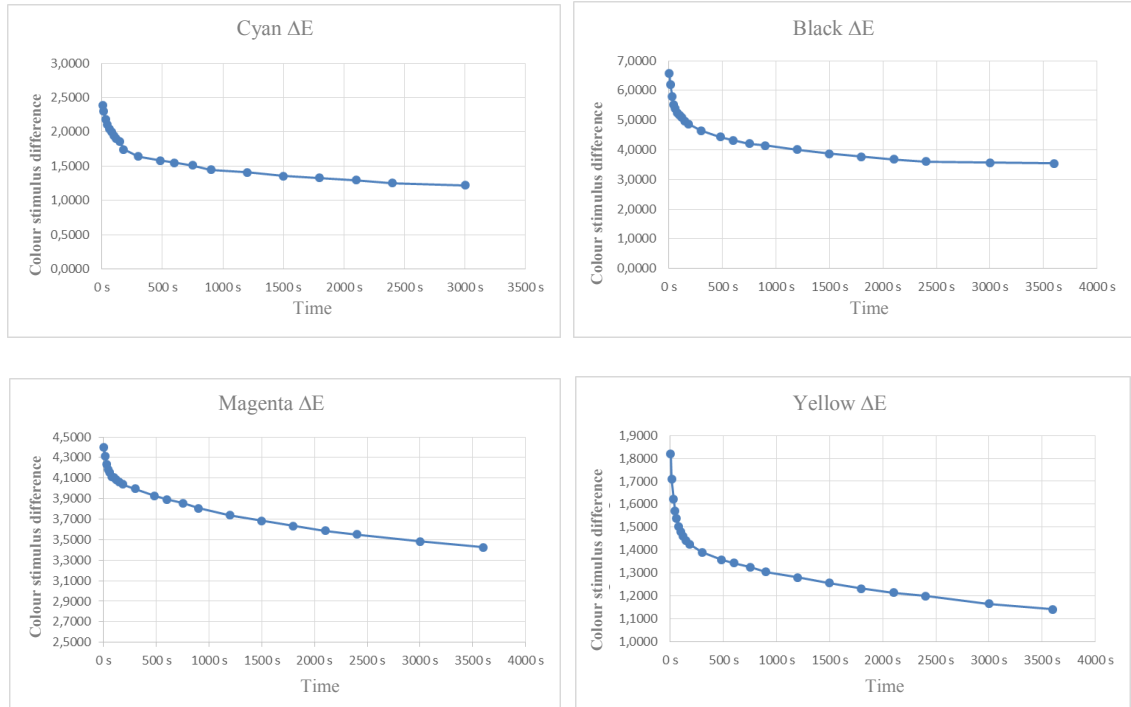 Cyan ΔE
Colour stimulus difference
3,0000
2,5000
2,0000
1,5000
1,0000
0,5000
0,0000
0 s 500 s 1000 s 1500 s 2000 s 2500 s 3000 s 3500 s
Time
Black ΔE
Colour stimulus difference
7,0000
6,0000
5,0000
4,0000
3,0000
2,0000
1,0000
0,0000
0 s 500 s 1000 s 1500 s 2000 s 2500 s 3000 s 3500 s 4000 s
Time
Magenta ΔE
Colour stimulus difference
4,5000
4,3000
4,1000
3,9000
3,7000
3,5000
3,3000
3,1000
2,9000
2,7000
2,5000
0 s 500 s 1000 s 1500 s 2000 s 2500 s 3000 s 3500 s 4000 s
Time
Yellow ΔE
Colour stimulus difference
1,9000
1,8000
1,7000
1,6000
1,5000
1,4000
1,3000
1,2000
1,1000
1,0000
0 s 500 s 1000 s 1500 s 2000 s 2500 s 3000 s 3500 s 4000 s
Time